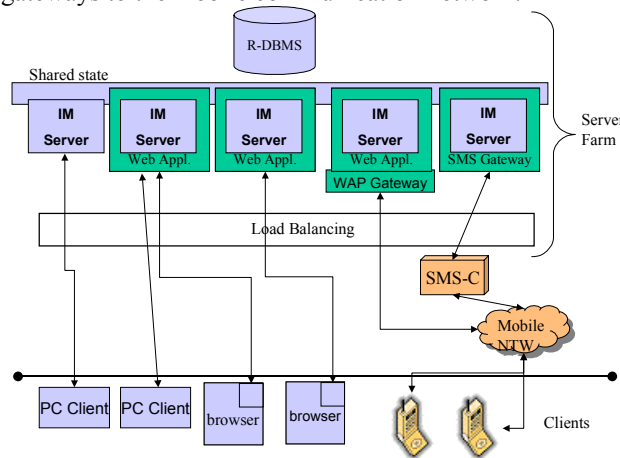 R-DBMS
Shared state
IM
Server
IM
Server
Web Appl.
IM
Server
Web Appl.
IM
Server
Web Appl.
WAP Gateway
IM
Server
SMS Gateway
Server
Farm
Load Balancing
SMS-C
Mobile
NTW
PC Client
PC Client
browser
browser
Clients